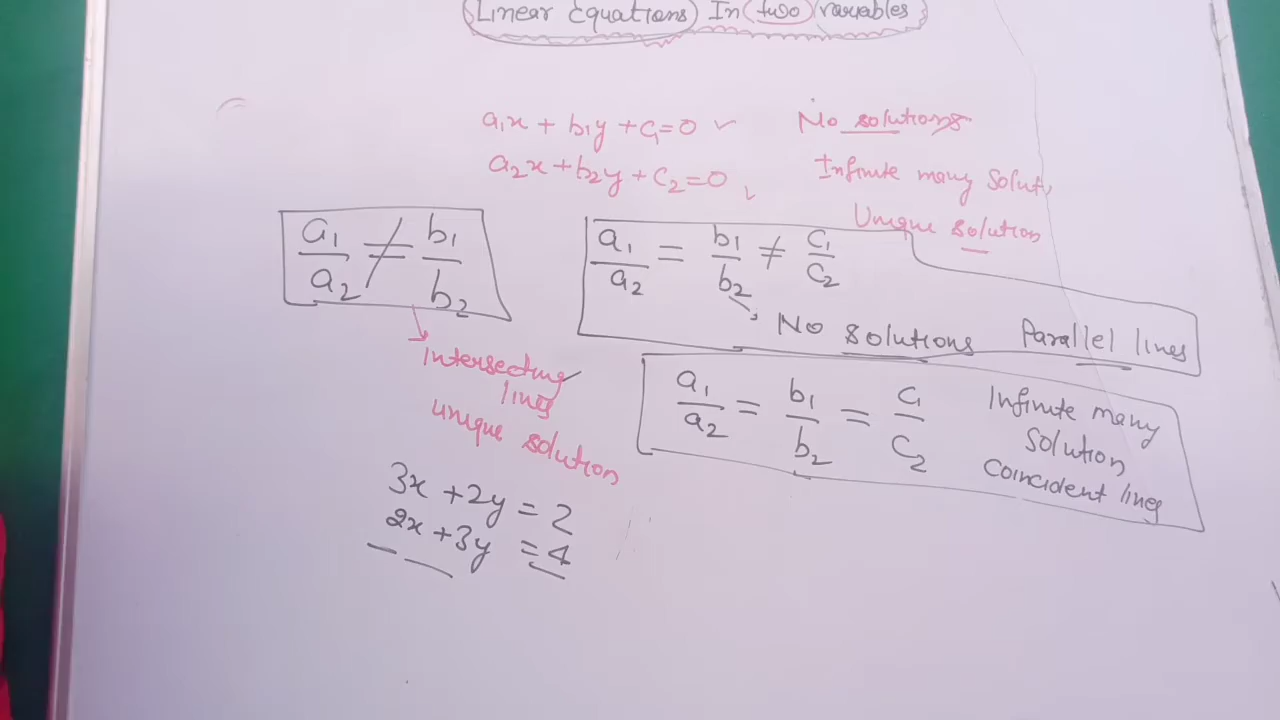 Linear Equations In two variables
a₁x + b₁y + c₁=0
a₂x + b₂y + c₂=0
No solutions
Infinite many Soluti
Unique solution
a₁/a₂ ≠ b₁/b₂
Intersecting
lines
unique solution
a₁/a₂ = b₁/b₂ ≠ c₁/c₂
No solutions Parallel lines
a₁/a₂ = b₁/b₂ = c₁/c₂
Infinite many
Solution
Coincident lines
3x + 2y = 2
2x + 3y = 4